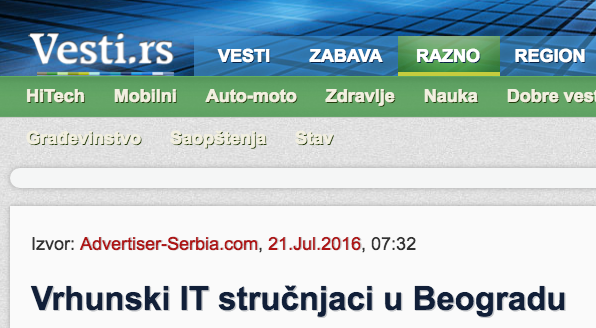 Vesti.rs
VESTI ZABAVA RAZNO REGION
HiTech Mobilni Auto-moto Zdravlje Nauka Dobre vest
Građevinstvo Saopštenja Stav
Izvor: Advertiser-Serbia.com, 21.Jul.2016, 07:32
Vrhunski IT stručnjaci u Beogradu